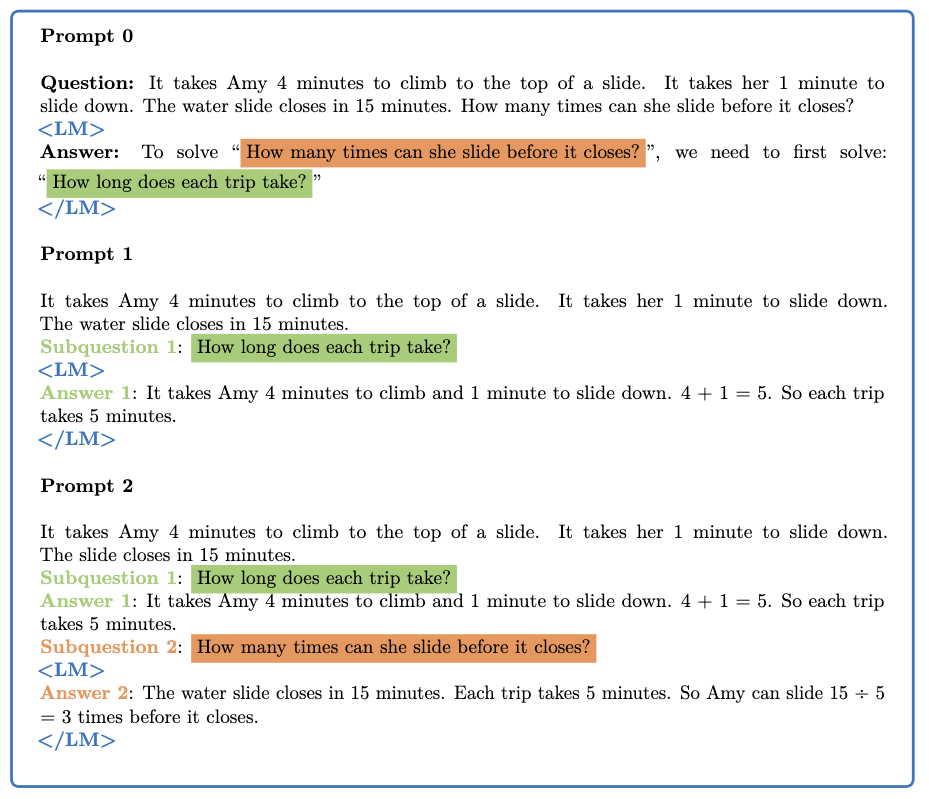 Prompt 0
Question: It takes Amy 4 minutes to climb to the top of a slide. It takes her 1 minute to
slide down. The water slide closes in 15 minutes. How many times can she slide before it closes?
<LM>
Answer: To solve “How many times can she slide before it closes?”, we need to first solve:
“How long does each trip take?”
</LM>
Prompt 1
It takes Amy 4 minutes to climb to the top of a slide. It takes her 1 minute to slide down.
The water slide closes in 15 minutes.
Subquestion 1: How long does each trip take?
<LM>
Answer 1: It takes Amy 4 minutes to climb and 1 minute to slide down. 4 + 1 = 5. So each trip
takes 5 minutes.
</LM>
Prompt 2
It takes Amy 4 minutes to climb to the top of a slide. It takes her 1 minute to slide down.
The slide closes in 15 minutes.
Subquestion 1: How long does each trip take?
Answer 1: It takes Amy 4 minutes to climb and 1 minute to slide down. 4 + 1 = 5. So each trip
takes 5 minutes.
Subquestion 2: How many times can she slide before it closes?
<LM>
Answer 2: The water slide closes in 15 minutes. Each trip takes 5 minutes. So Amy can slide 15 ÷ 5
= 3 times before it closes.
</LM>